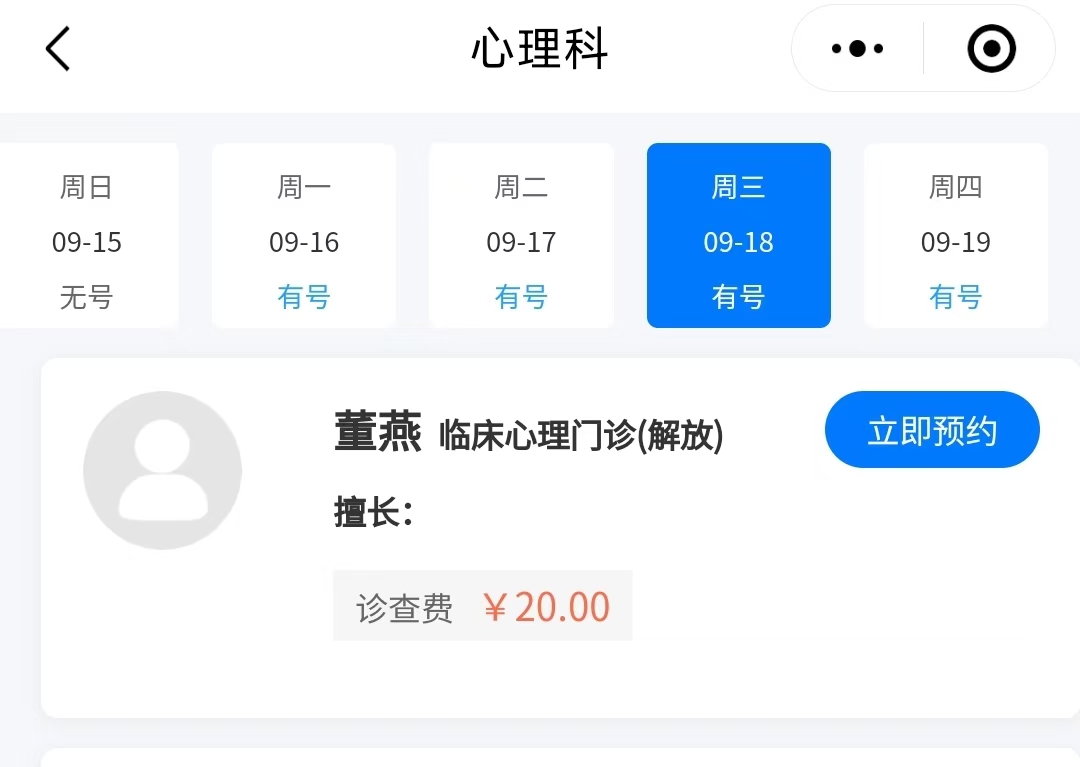 心理科
周日 周一 周二 周三 周四
09-15 09-16 09-17 09-18 09-19
无号 有号 有号 有号 有号
董燕 临床心理门诊(解放) 立即预约
擅长：
诊查费 ￥20.00